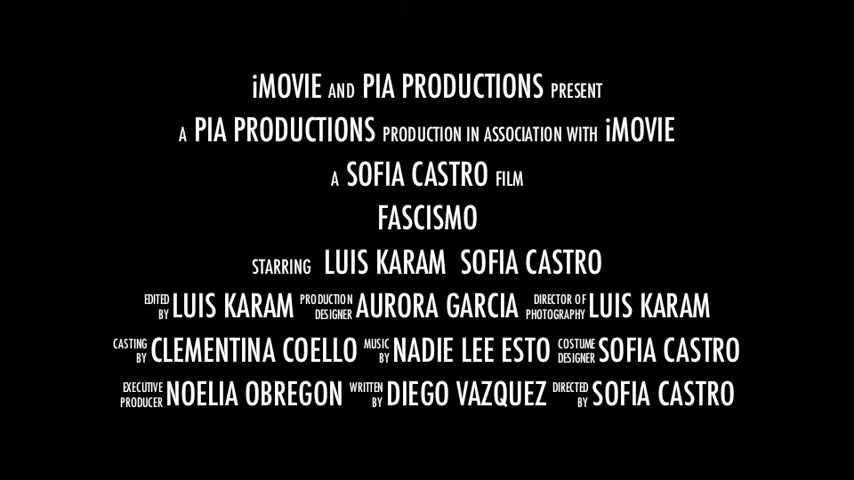 iMOVIE AND PIA PRODUCTIONS PRESENT
A PIA PRODUCTIONS PRODUCTION IN ASSOCIATION WITH iMOVIE
A SOFIA CASTRO FILM
FASCISMO
STARRING LUIS KARAM SOFIA CASTRO
EDITED BY LUIS KARAM PRODUCTION DESIGNER AURORA GARCIA DIRECTOR OF PHOTOGRAPHY LUIS KARAM
CASTING BY CLEMENTINA COELLO MUSIC BY NADIE LEE ESTO COSTUME DESIGNER SOFIA CASTRO
EXECUTIVE PRODUCER NOELIA OBREGON WRITTEN BY DIEGO VAZQUEZ DIRECTED BY SOFIA CASTRO